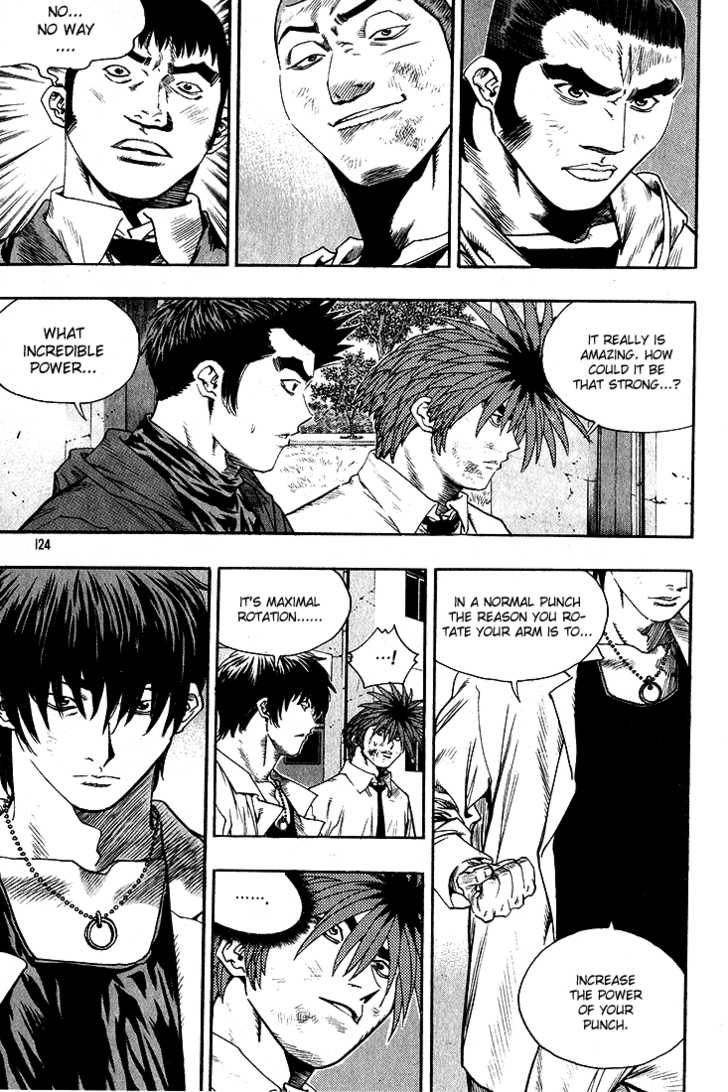 NO...
NO WAY
....
WHAT
INCREDIBLE
POWER...
IT REALLY IS
AMAZING. HOW
COULD IT BE
THAT STRONG...?
124
IT'S MAXIMAL
ROTATION......
...!
.......
IN A NORMAL PUNCH
THE REASON YOU RO-
TATE YOUR ARM IS TO...
INCREASE
THE POWER
OF YOUR
PUNCH.